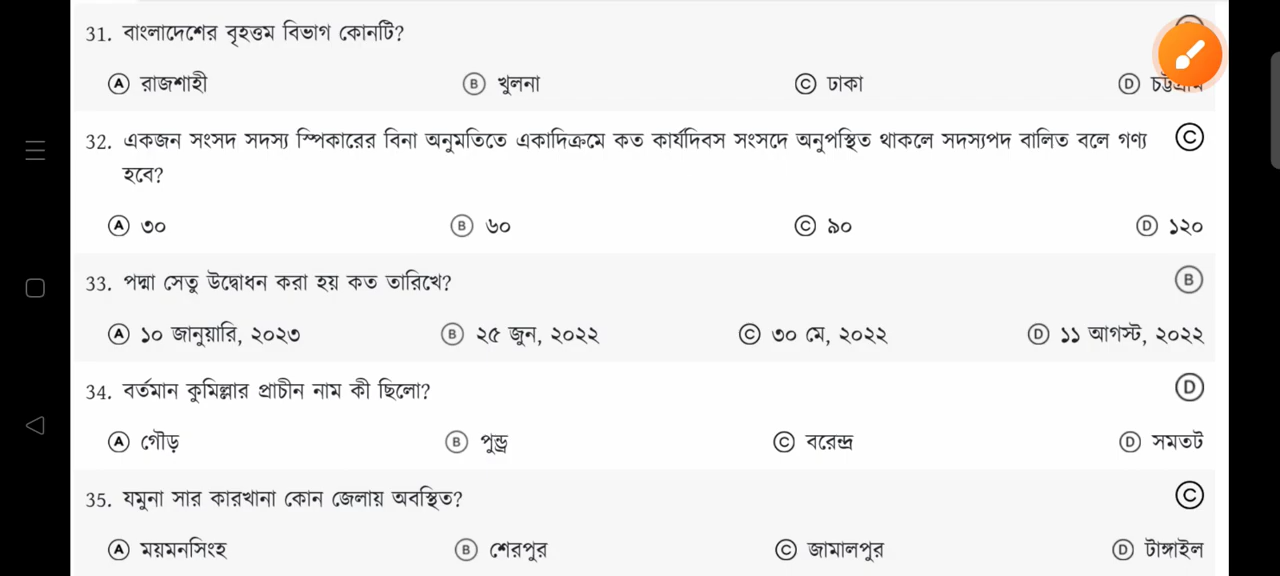 31. বাংলাদেশের বৃহত্তম বিভাগ কোনটি?
A রাজশাহী B খুলনা C ঢাকা D
32. একজন সংসদ সদস্য স্পিকারের বিনা অনুমতিতে একাদিক্রমে কত কার্যদিবস সংসদে অনুপস্থিত থাকলে সদস্যপদ বালিত বলে গণ্য C
হবে?
A ৩০ B ৬০ C ৯০ D ১২০
33. পদ্মা সেতু উদ্বোধন করা হয় কত তারিখে? B
A ১০ জানুয়ারি, ২০২৩ B ২৫ জুন, ২০২২ C ৩০ মে, ২০২২ D ১১ আগস্ট, ২০২২
34. বর্তমান কুমিল্লার প্রাচীন নাম কী ছিলো? D
A গৌড় B পুন্ড্র C বরেন্দ্র D সমতট
35. যমুনা সার কারখানা কোন জেলায় অবস্থিত? C
A ময়মনসিংহ B শেরপুর C জামালপুর D টাঙ্গাইল